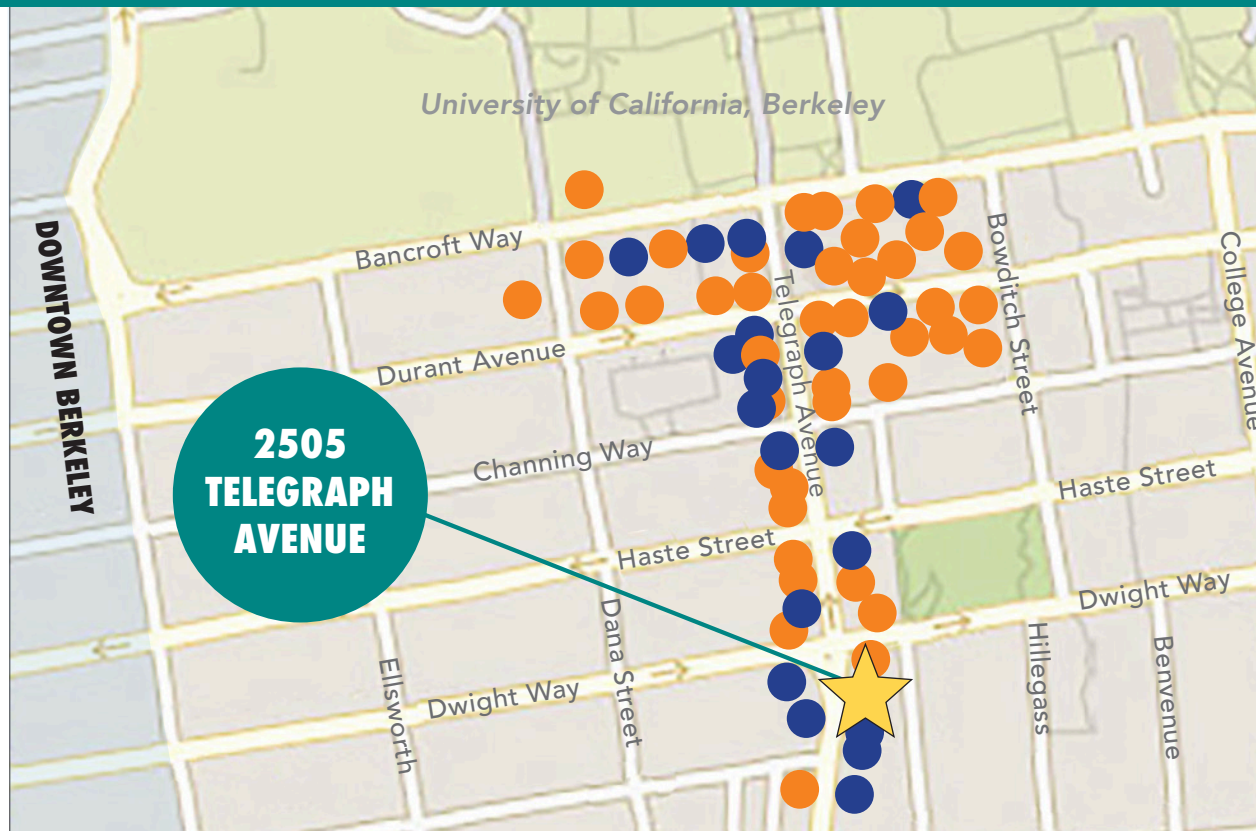 University of California, Berkeley
DOWNTOWN BERKELEY
Bancroft Way
Bowditch Street
College Avenue
Telegraph Avenue
Durant Avenue
2505
TELEGRAPH
AVENUE
Channing Way
Haste Street
Haste Street
Dwight Way
Dana Street
Hillegass
Benvenue
Ellsworth
Dwight Way